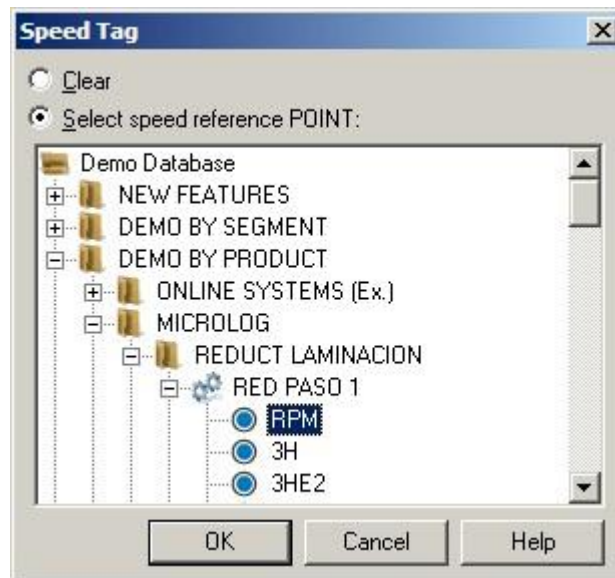 Speed Tag
Clear
Select speed reference POINT:
Demo Database
NEW FEATURES
DEMO BY SEGMENT
DEMO BY PRODUCT
ONLINE SYSTEMS (Ex.)
MICROLOG
REDUCT LAMINACION
RED PASO 1
RPM
3H
3HE2
OK Cancel Help